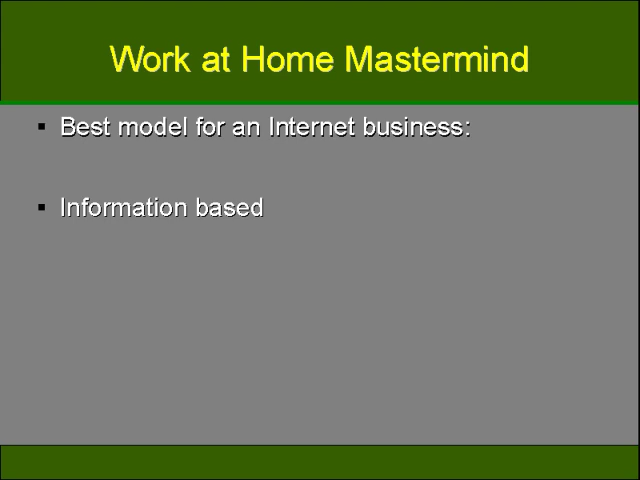 Work at Home Mastermind
▪ Best model for an Internet business:
▪ Information based